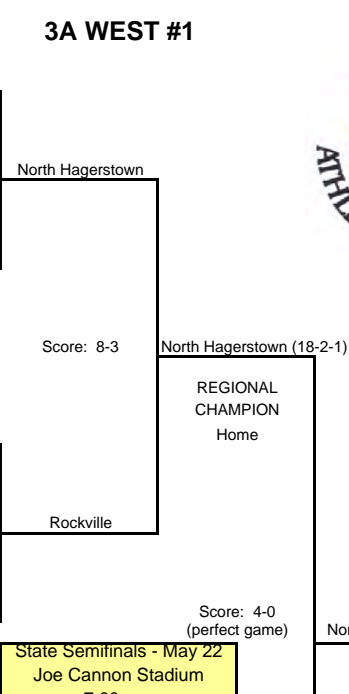 3A WEST #1
North Hagerstown
Score: 8-3
North Hagerstown (18-2-1)
REGIONAL
CHAMPION
Home
Rockville
Score: 4-0
(perfect game)
State Semifinals - May 22
Joe Cannon Stadium